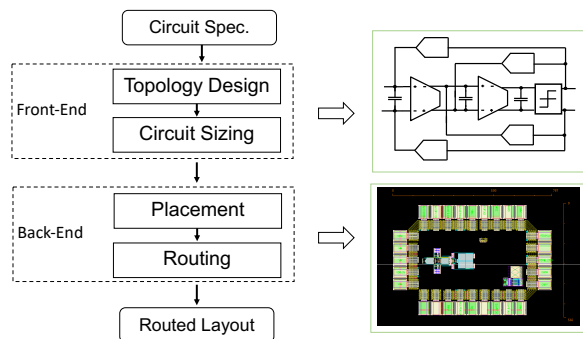 Circuit Spec.
Front-End
Topology Design
Circuit Sizing
Back-End
Placement
Routing
Routed Layout